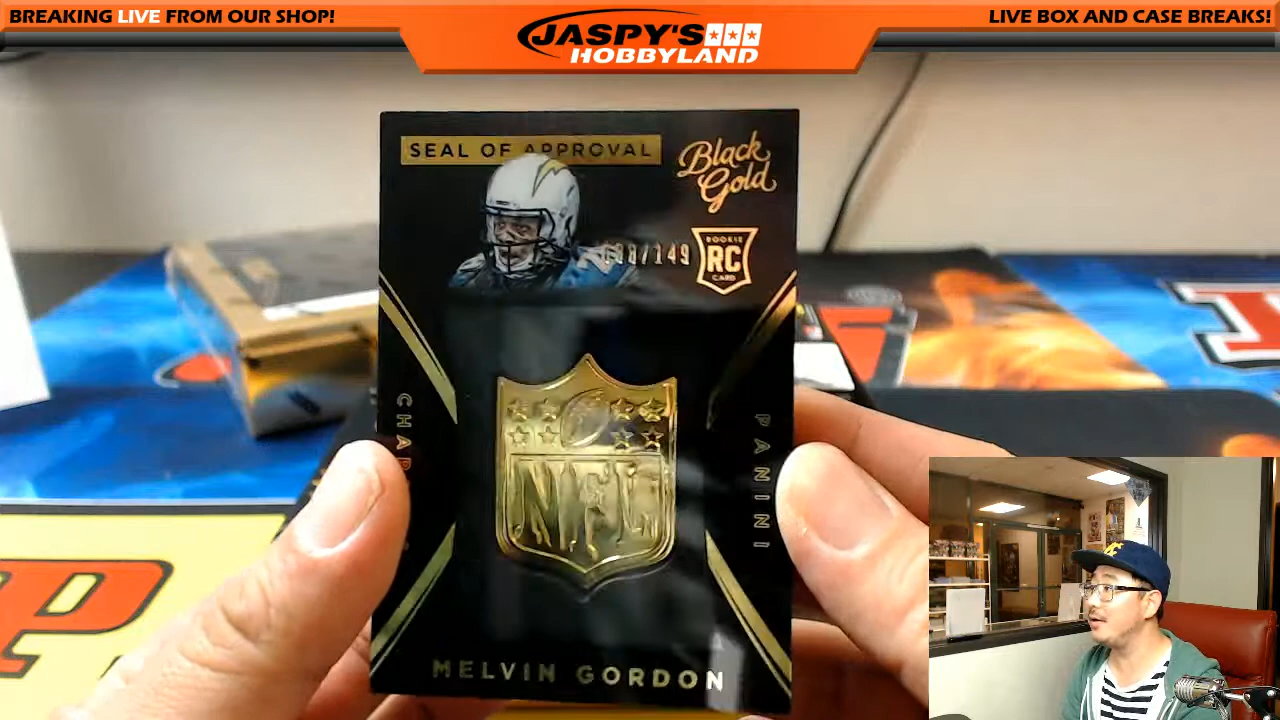 BREAKING LIVE FROM OUR SHOP!
JASPY'S
HOBBYLAND
LIVE BOX AND CASE BREAKS!
SEAL OF APPROVAL
Black
Gold
/149
ROOKIE
RC
CARD
NFL
PANINI
MELVIN GORDON
P